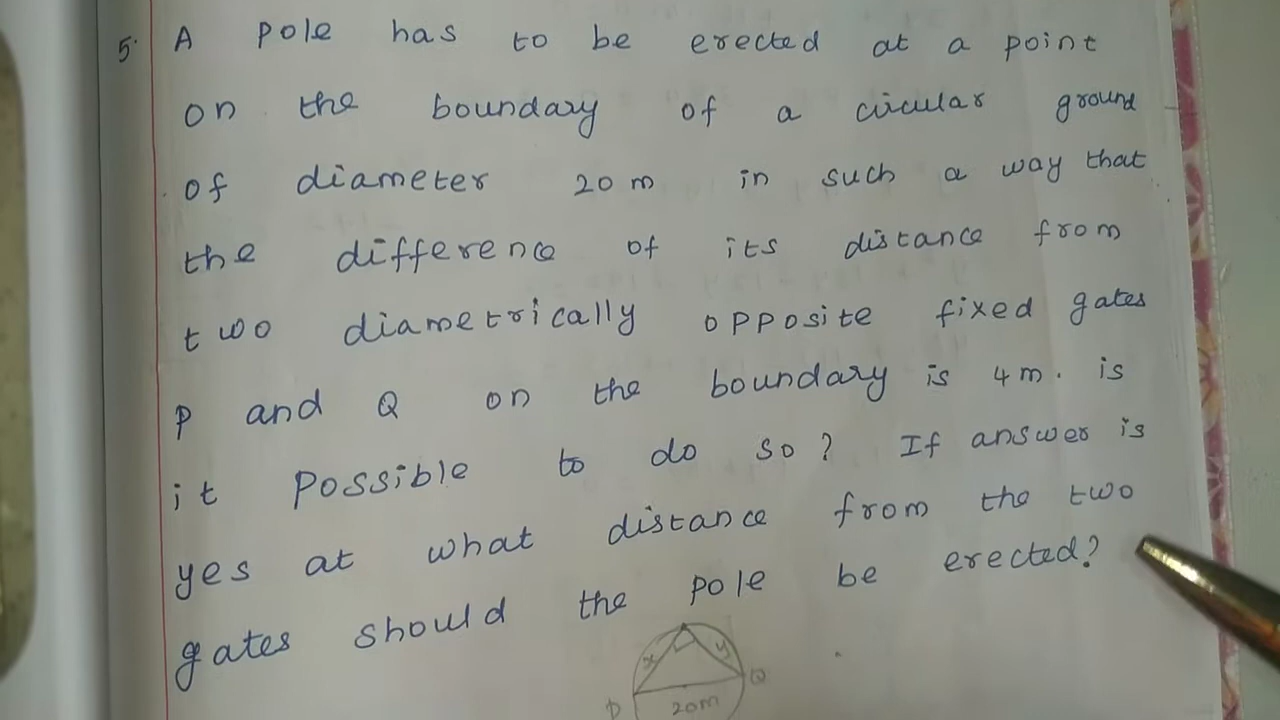 5. A pole has to be erected at a point
on the boundary of a circular ground
of diameter 20 m in such a way that
the difference of its distance from
two diametrically opposite fixed gates
P and Q on the boundary is 4 m. is
it possible to do so? If answer is
yes at what distance from the two
gates should the pole be erected?
x y
P 20m Q